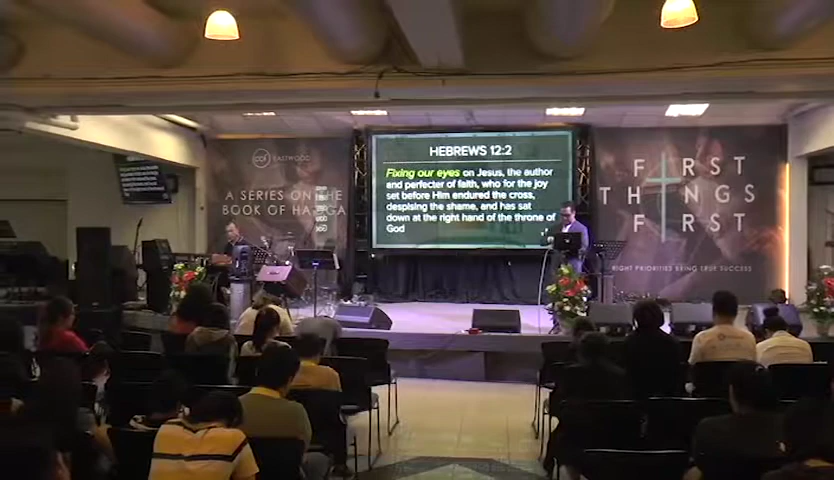 HEBREWS 12:2
Fixing our eyes on Jesus, the author
and perfecter of faith, who for the joy
set before Him endured the cross,
despising the shame, and has sat
down at the right hand of the throne of
God
EASTWOOD
A SERIES ON THE
BOOK OF HAGGAI
FIRST
THINGS
FIRST
RIGHT PRIORITIES BRING TRUE SUCCESS